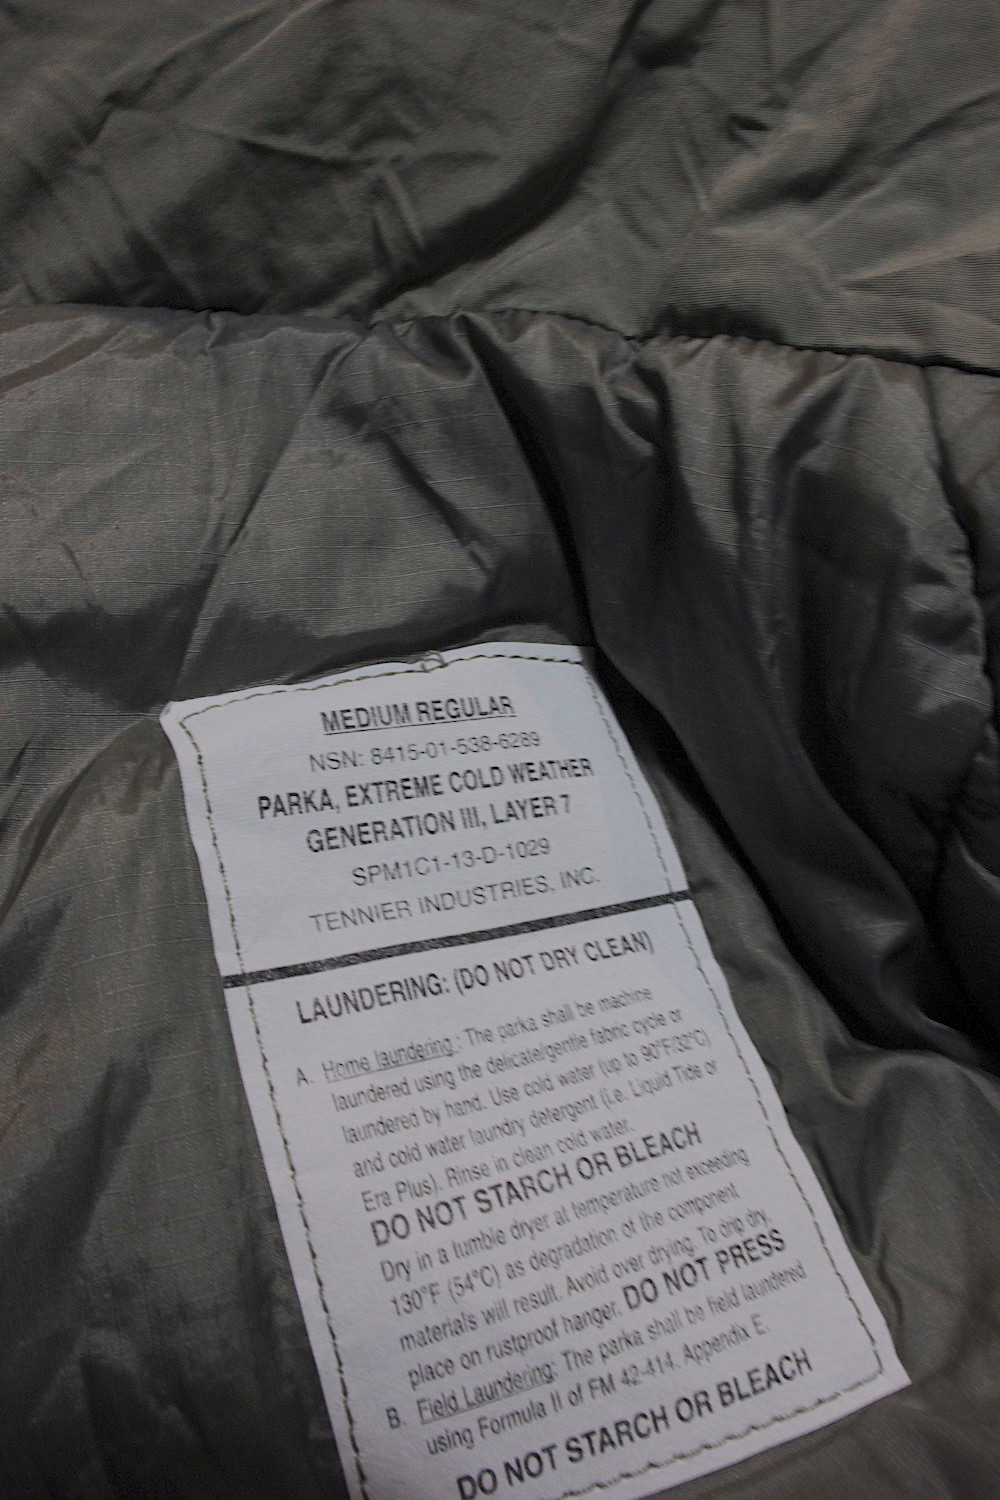 MEDIUM REGULAR
NSN: 8415-01-538-6289
PARKA, EXTREME COLD WEATHER
GENERATION III, LAYER 7
SPM1C1-13-D-1029
TENNIER INDUSTRIES, INC.
LAUNDERING: (DO NOT DRY CLEAN)
A. Home laundering: The parka shall be machine
laundered using the delicate/gentle fabric cycle or
laundered by hand. Use cold water (up to 90°F/32°C)
and cold water laundry detergent (i.e. Liquid Tide or
Era Plus). Rinse in clean cold water.
DO NOT STARCH OR BLEACH
Dry in a tumble dryer at temperature not exceeding
130°F (54°C) as degradation of the component
materials will result. Avoid over drying. To drip dry,
place on rustproof hanger. DO NOT PRESS
B. Field Laundering: The parka shall be field laundered
using Formula II of FM 42-414. Appendix E.
DO NOT STARCH OR BLEACH